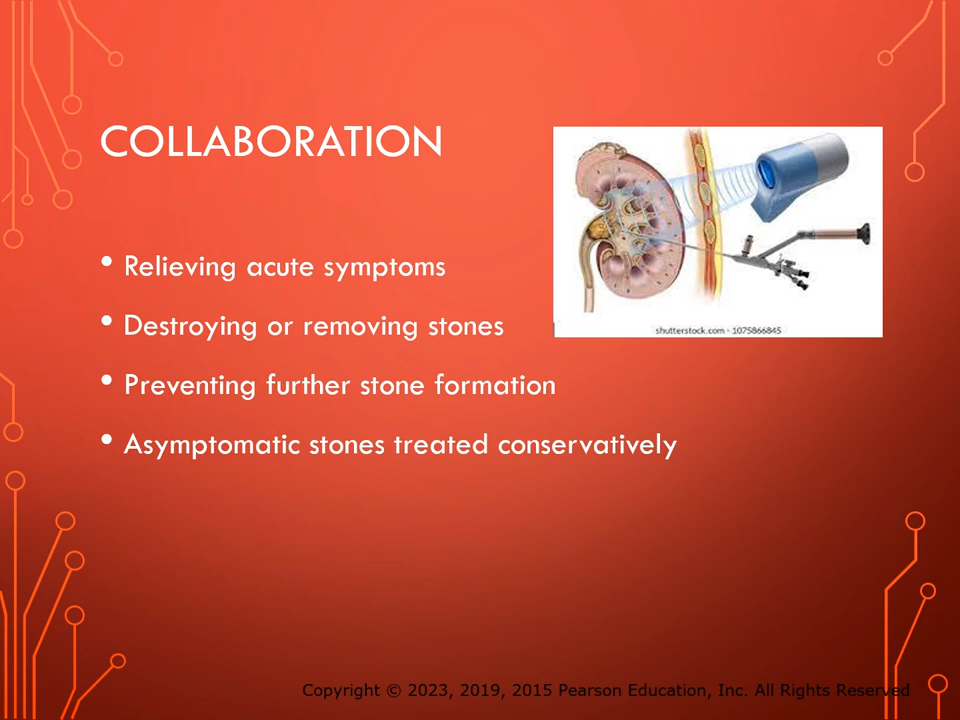 COLLABORATION
• Relieving acute symptoms
• Destroying or removing stones
• Preventing further stone formation
• Asymptomatic stones treated conservatively
shutterstock.com • 1075866845
Copyright © 2023, 2019, 2015 Pearson Education, Inc. All Rights Reserved